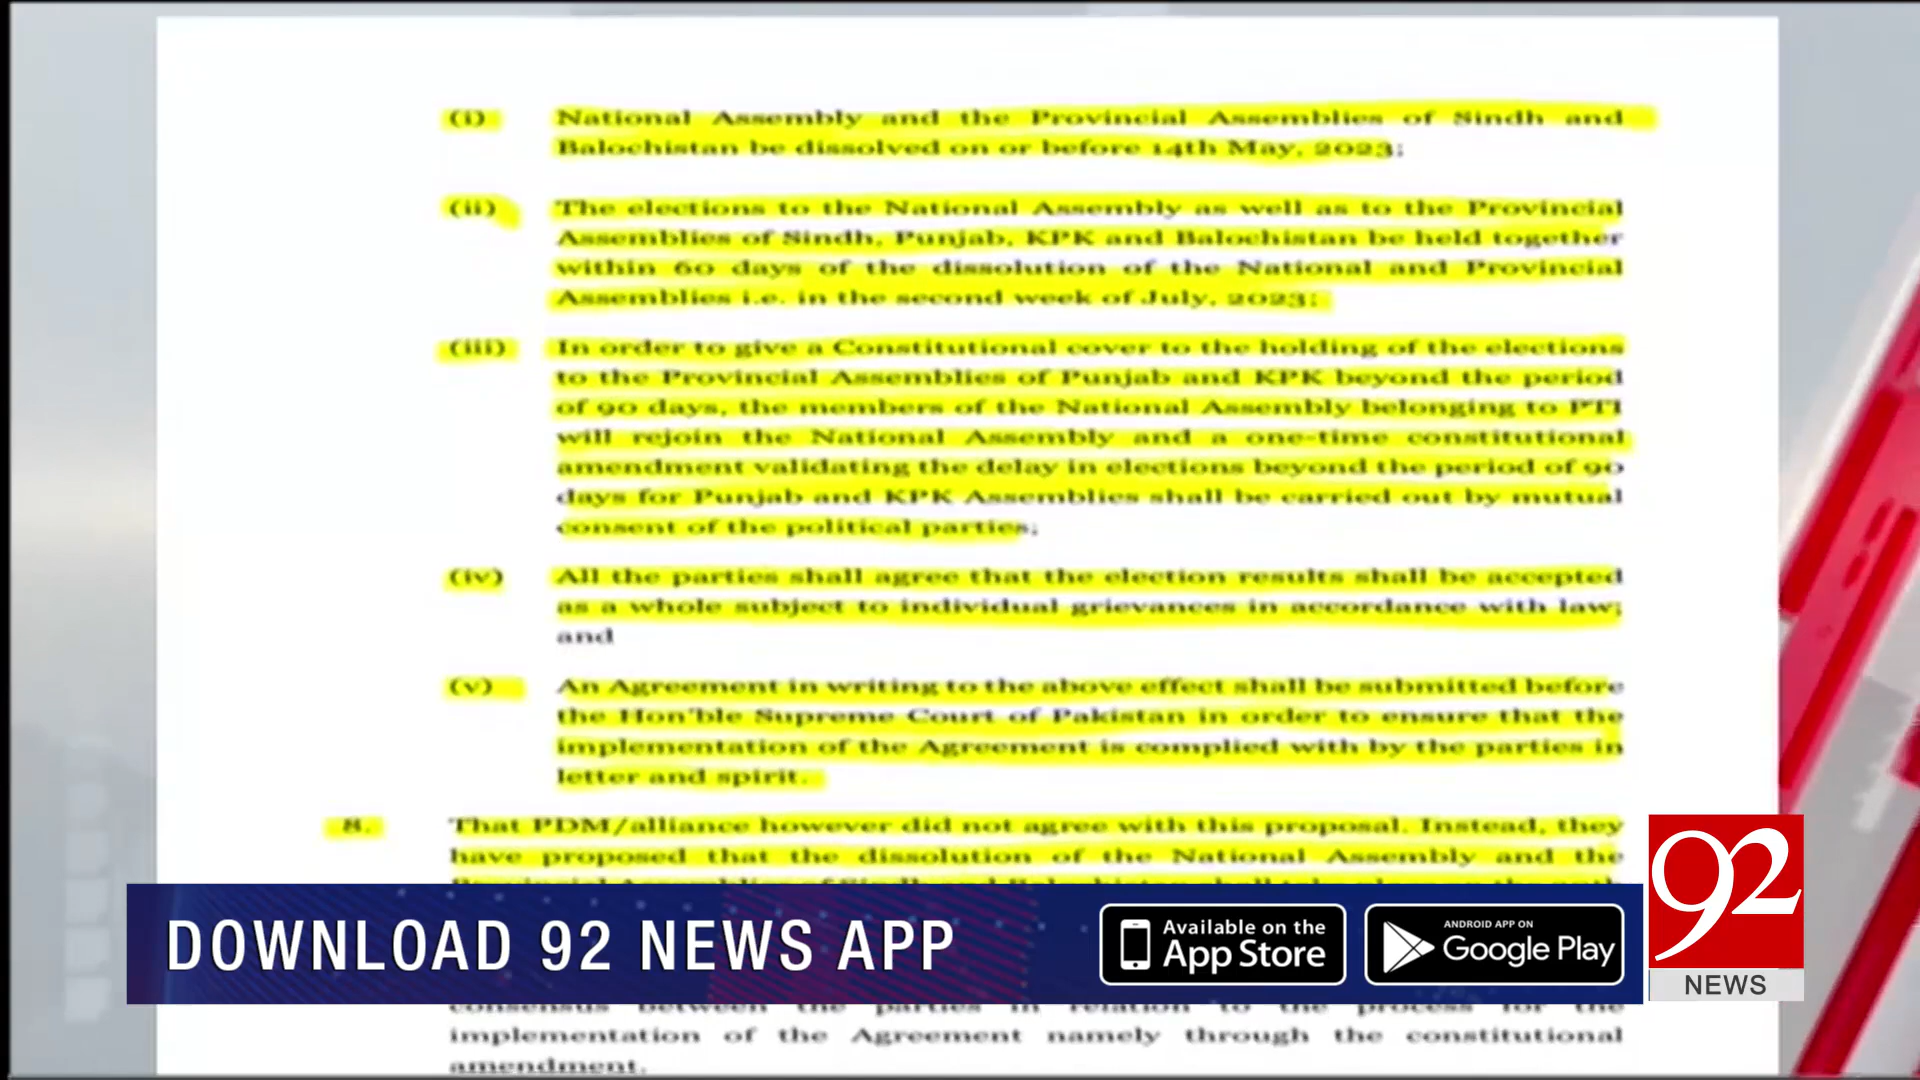 (i) National Assembly and the Provincial Assemblies of Sindh and
Balochistan be dissolved on or before 14th May, 2023;
(ii) The elections to the National Assembly as well as to the Provincial
Assemblies of Sindh, Punjab, KPK and Balochistan be held together
within 60 days of the dissolution of the National and Provincial
Assemblies i.e. in the second week of July, 2023;
(iii) In order to give a Constitutional cover to the holding of the elections
to the Provincial Assemblies of Punjab and KPK beyond the period
of 90 days, the members of the National Assembly belonging to PTI
will rejoin the National Assembly and a one-time constitutional
amendment validating the delay in elections beyond the period of 90
days for Punjab and KPK Assemblies shall be carried out by mutual
consent of the political parties;
(iv) All the parties shall agree that the election results shall be accepted
as a whole subject to individual grievances in accordance with law;
and
(v) An Agreement in writing to the above effect shall be submitted before
the Hon'ble Supreme Court of Pakistan in order to ensure that the
implementation of the Agreement is complied with by the parties in
letter and spirit.
8. That PDM/alliance however did not agree with this proposal. Instead, they
have proposed that the dissolution of the National Assembly and the
DOWNLOAD 92 NEWS APP
Available on the
App Store
ANDROID APP ON
Google Play
92
NEWS
consensus between the parties in relation to the process for the
implementation of the Agreement namely through the constitutional
amendment.